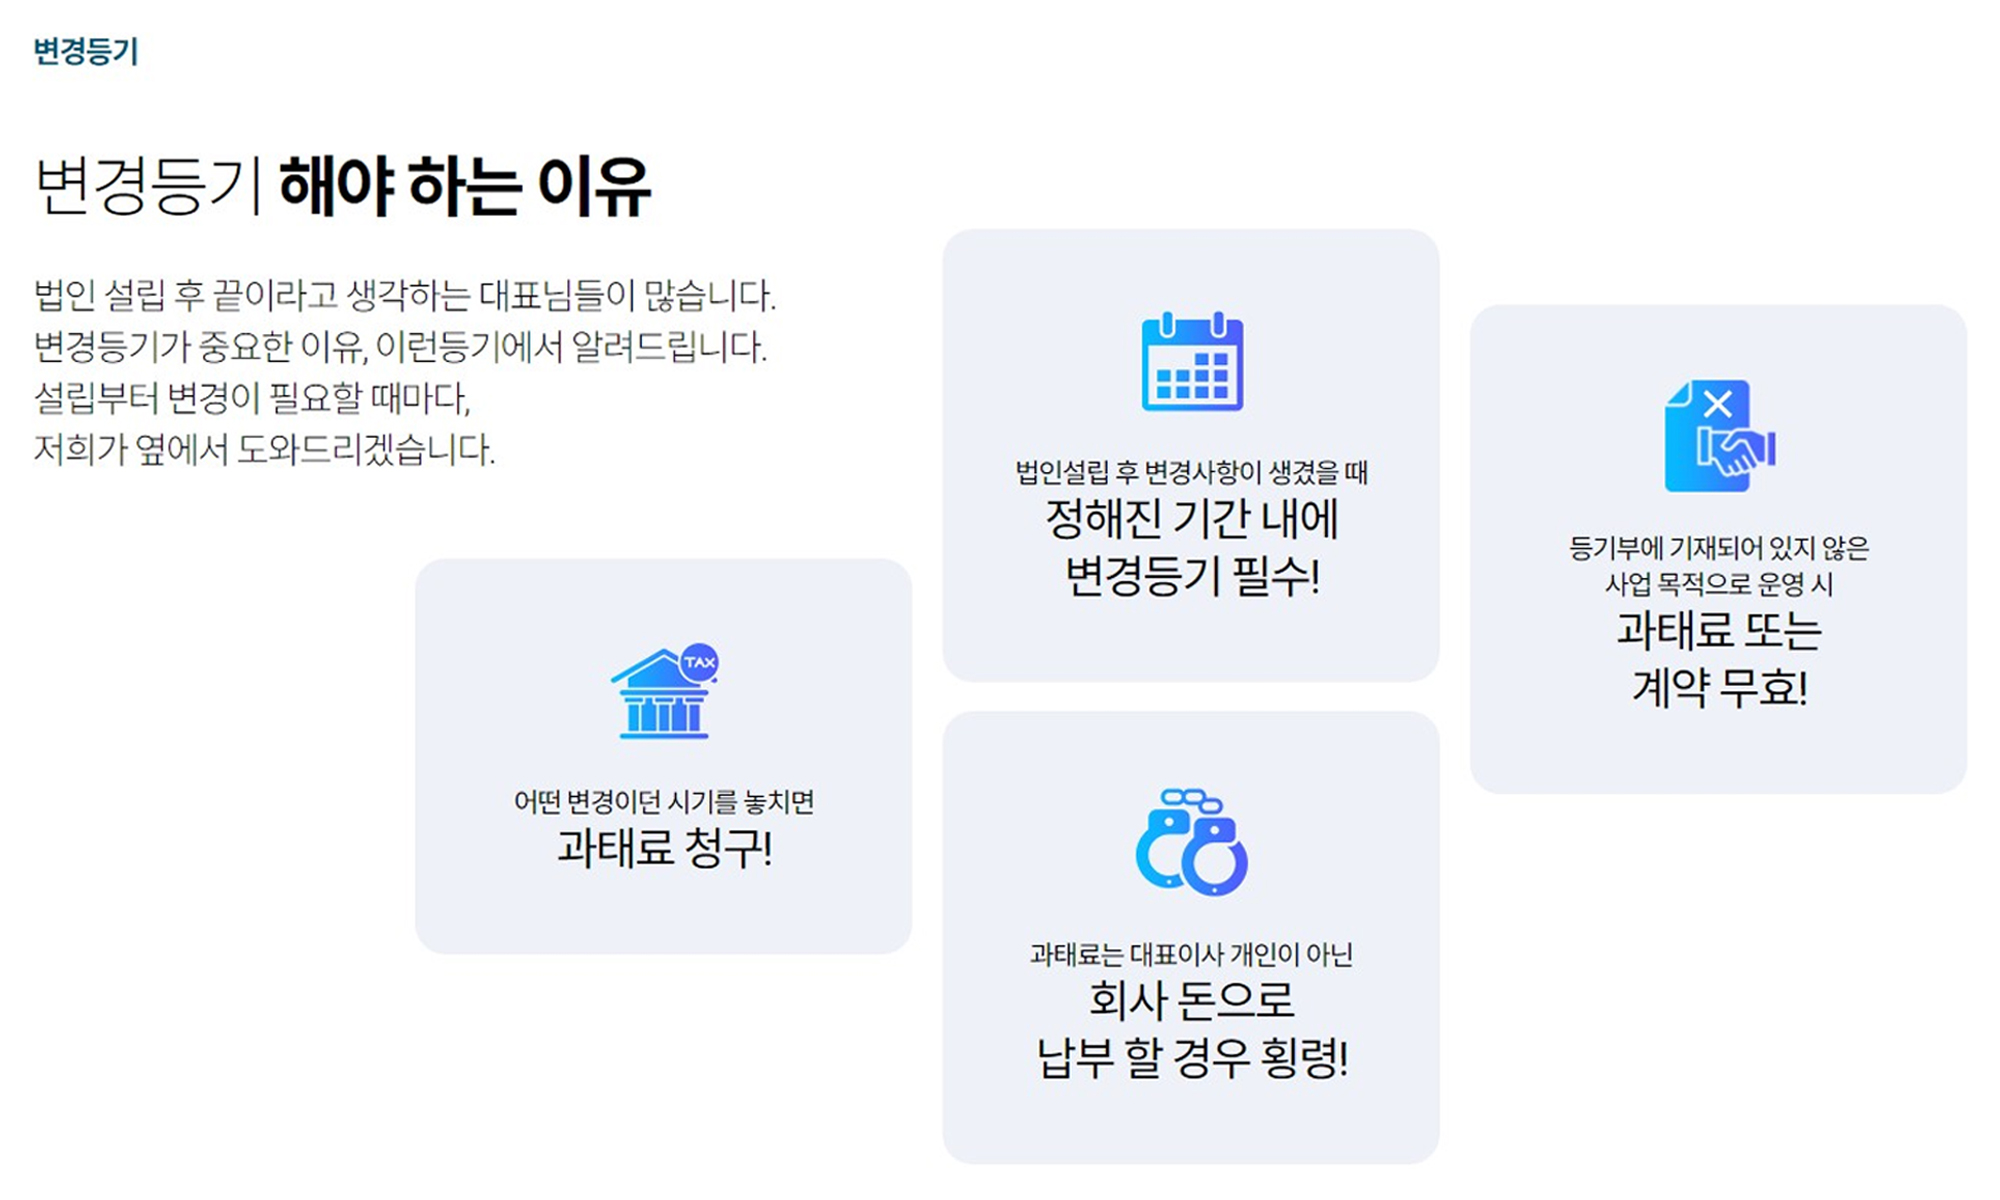 변경등기
변경등기 해야 하는 이유
법인 설립 후 끝이라고 생각하는 대표님들이 많습니다.
변경등기가 중요한 이유, 이런등기에서 알려드립니다.
설립부터 변경이 필요할 때마다,
저희가 옆에서 도와드리겠습니다.
TAX
어떤 변경이던 시기를 놓치면
과태료 청구!
법인설립 후 변경사항이 생겼을 때
정해진 기간 내에
변경등기 필수!
과태료는 대표이사 개인이 아닌
회사 돈으로
납부 할 경우 횡령!
등기부에 기재되어 있지 않은
사업 목적으로 운영 시
과태료 또는
계약 무효!